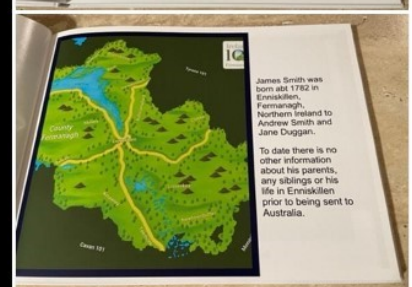 Tyrone 101
County
Fermanagh
Cavan 101
James Smith was
born abt 1782 in
Enniskillen,
Fermanagh,
Northern Ireland to
Andrew Smith and
Jane Duggan.
To date there is no
other information
about his parents,
any siblings or his
life in Enniskillen
prior to being sent to
Australia.